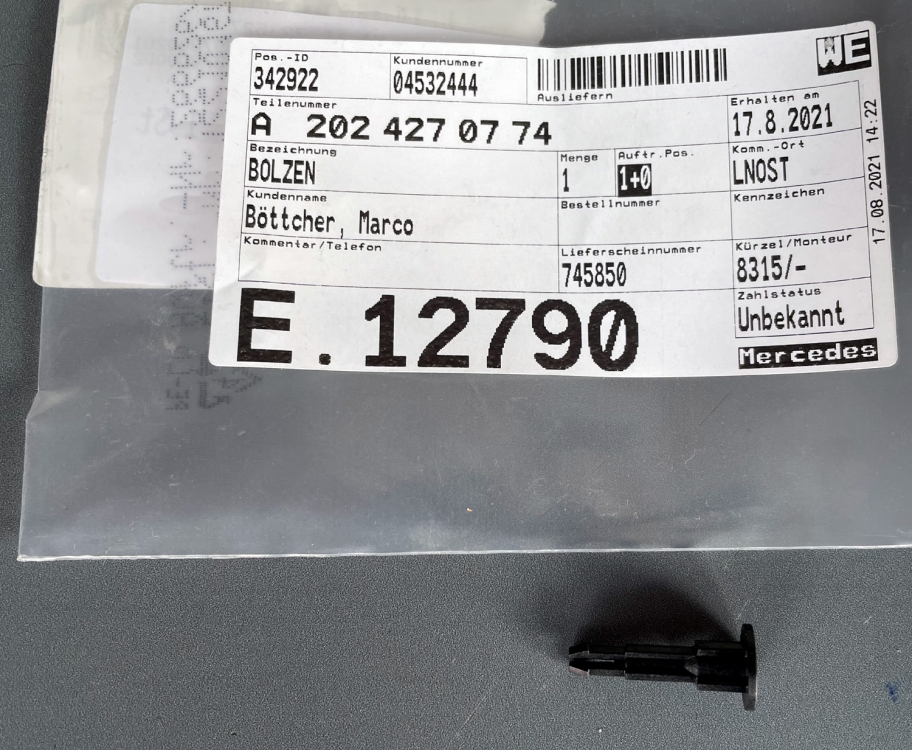 WE
Pos.-ID
342922
Kundennummer
04532444
Ausliefern
Teilenummer
A 202 427 07 74
Erhalten am
17.8.2021
Bezeichnung
BOLZEN
Menge
1
Auftr.Pos.
1+0
Komm.-Ort
LNOST
Kundenname
Böttcher, Marco
Bestellnummer
Kennzeichen
Kommentar/Telefon
Lieferscheinnummer
745850
Kürzel/Monteur
8315/-
Zahlstatus
Unbekannt
E.12790
Mercedes
17.08.2021 14:22